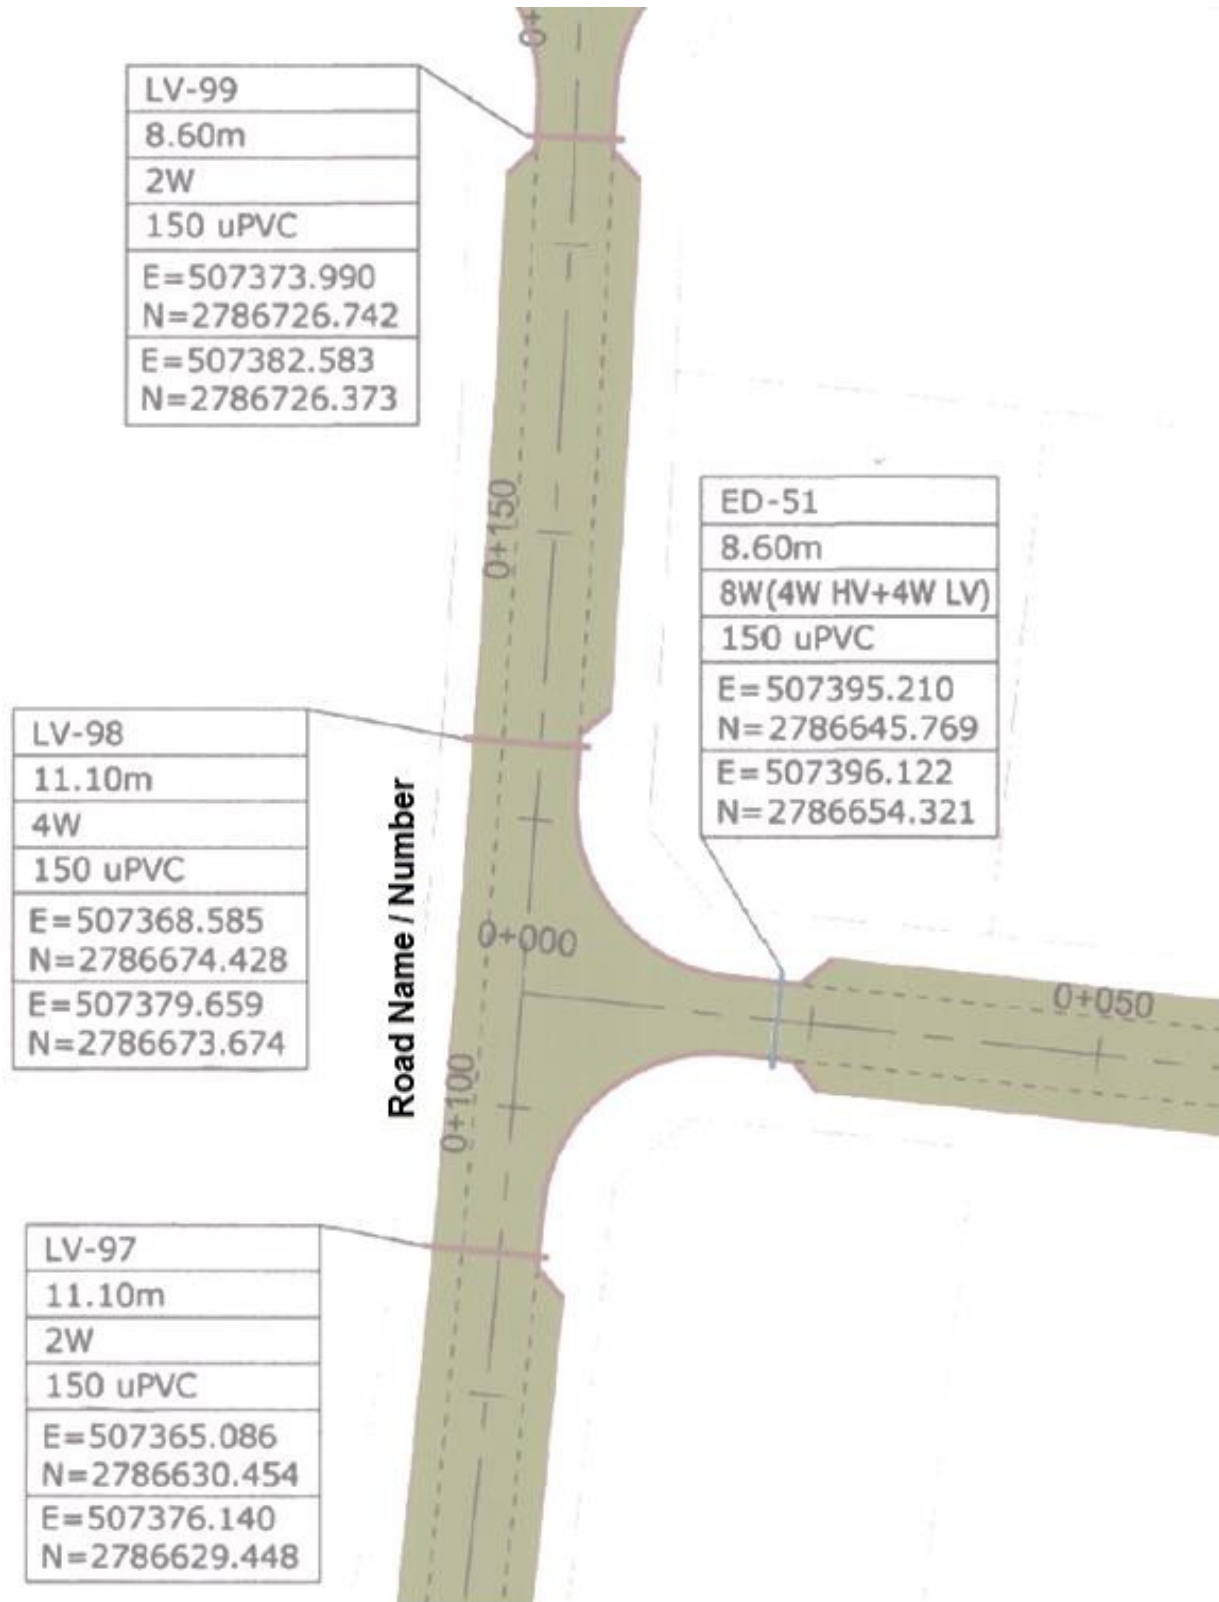 0+
LV-99
8.60m
2W
150 uPVC
E=507373.990
N=2786726.742
E=507382.583
N=2786726.373
0+150
ED-51
8.60m
8W(4W HV+4W LV)
150 uPVC
E=507395.210
N=2786645.769
E=507396.122
N=2786654.321
LV-98
11.10m
4W
150 uPVC
E=507368.585
N=2786674.428
E=507379.659
N=2786673.674
Road Name / Number
0+000
0+050
0+100
LV-97
11.10m
2W
150 uPVC
E=507365.086
N=2786630.454
E=507376.140
N=2786629.448